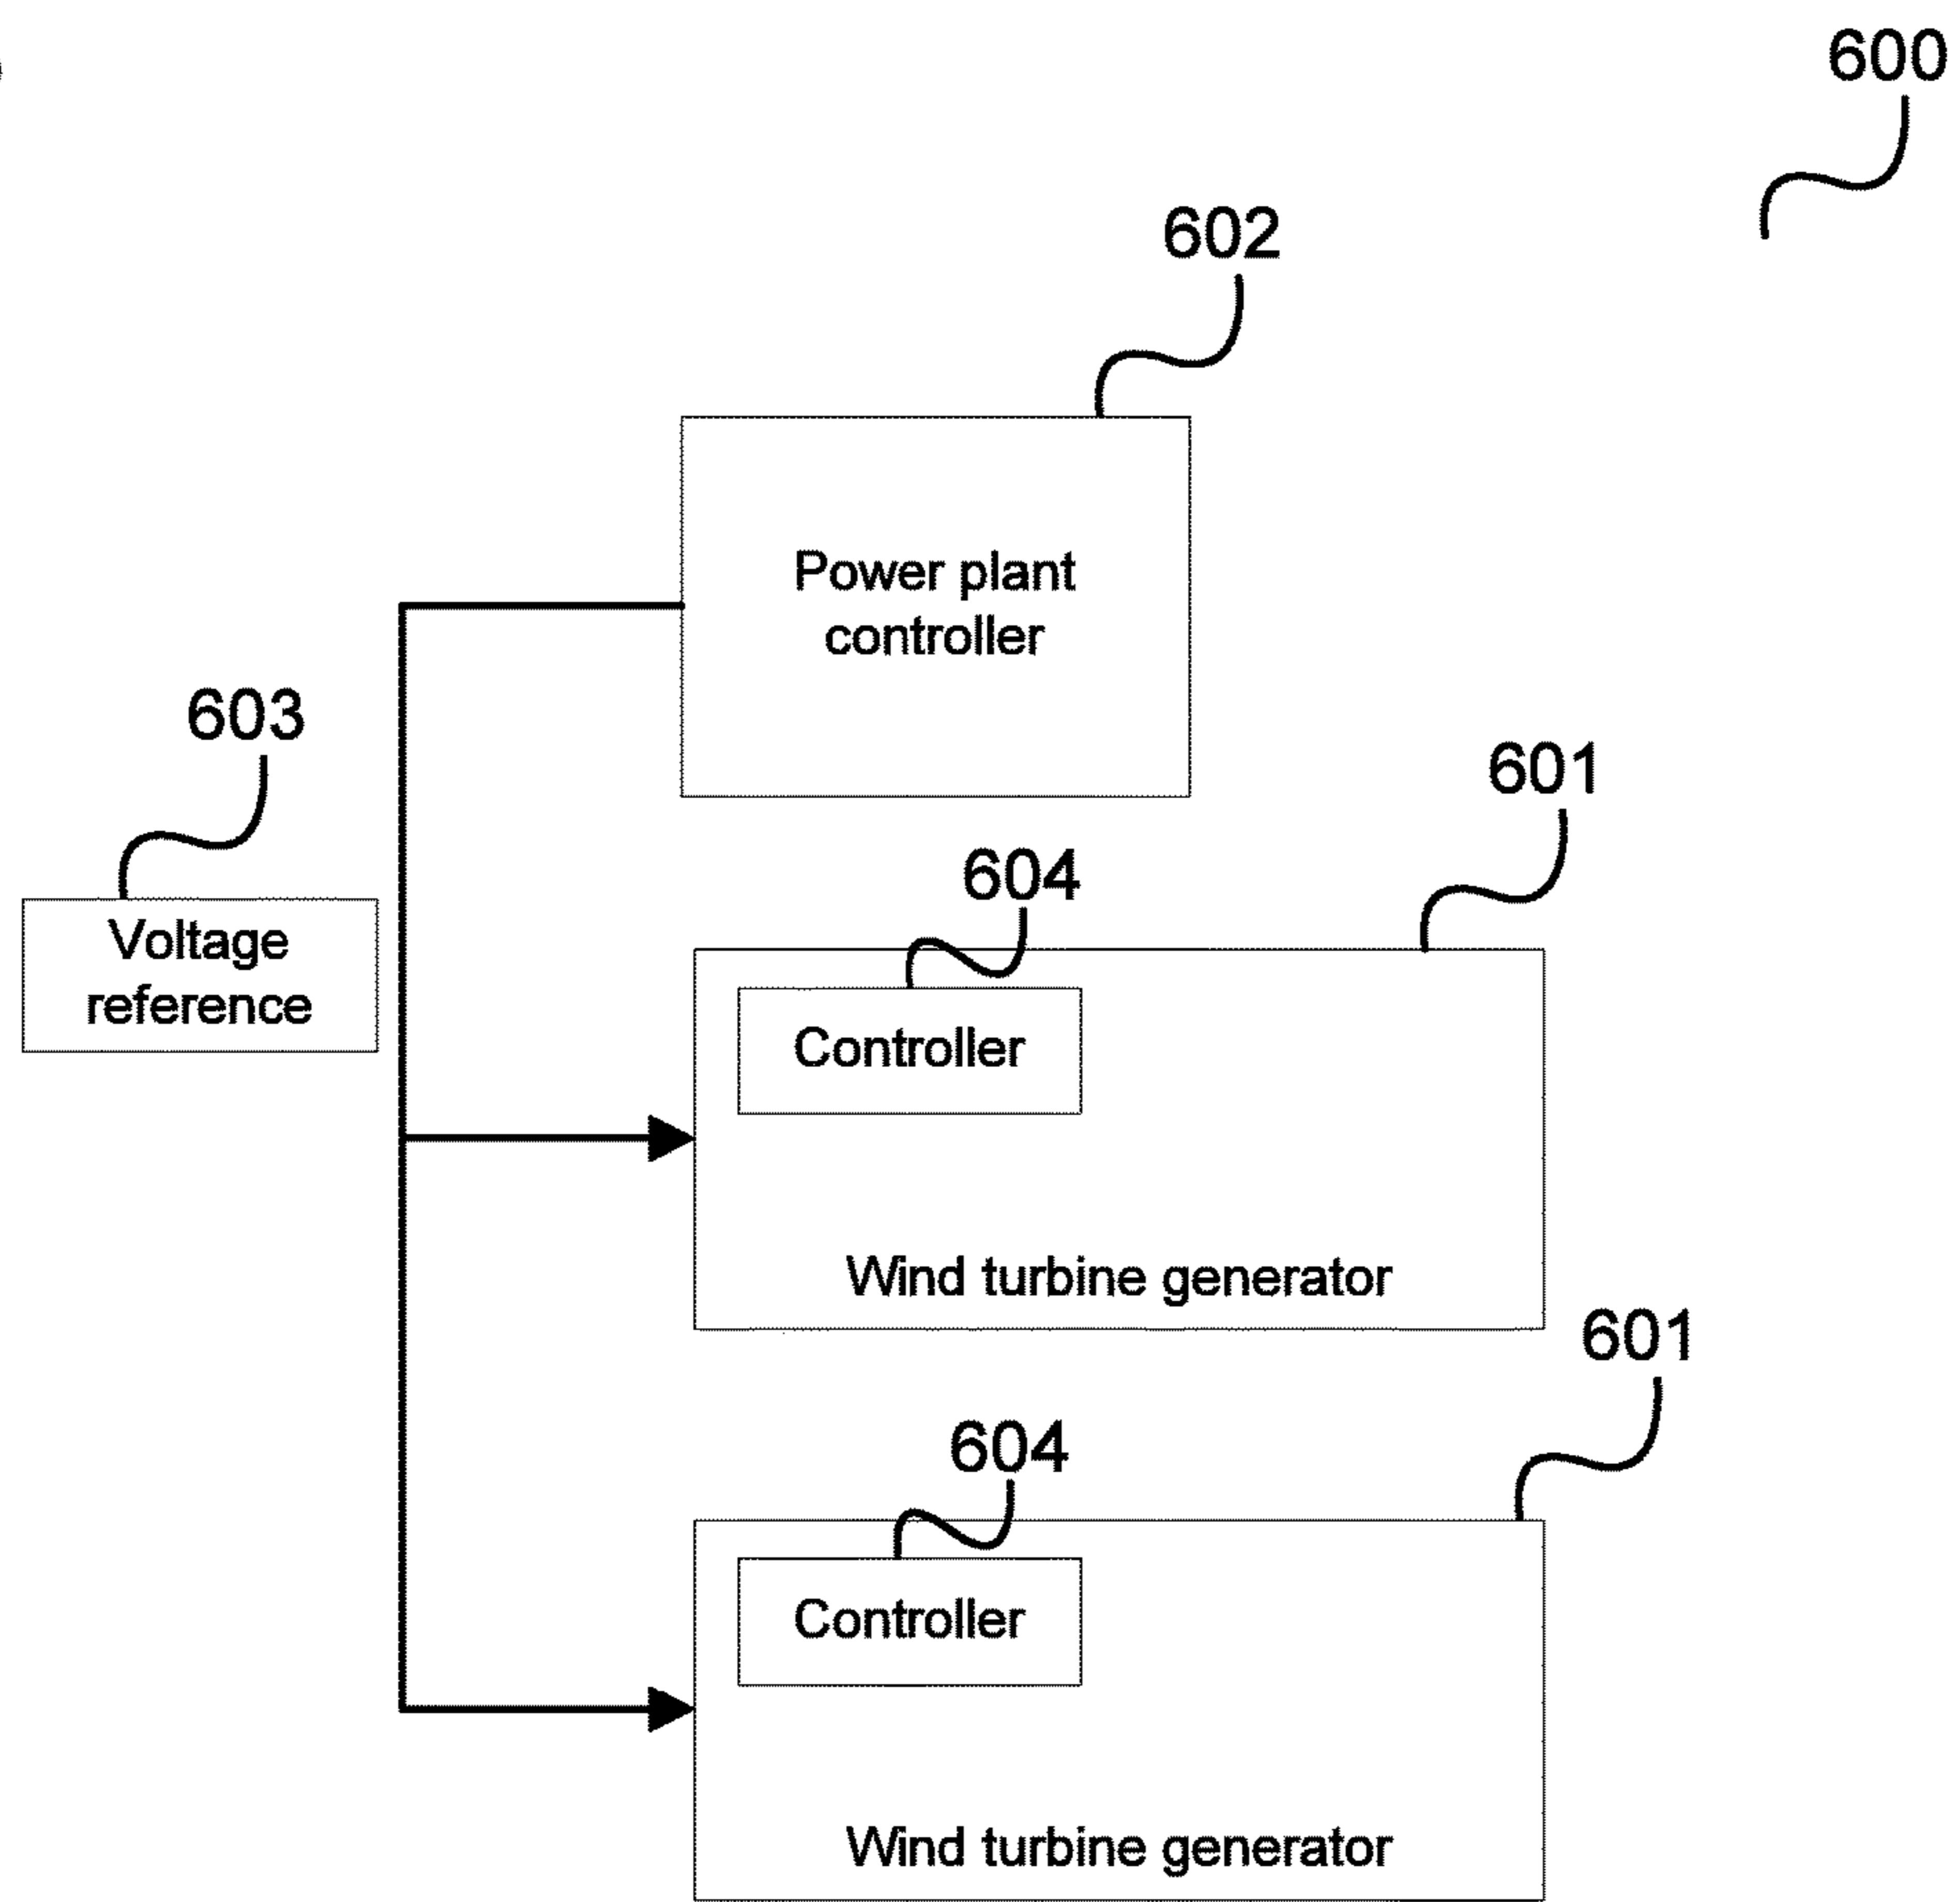 600
602
Power plant
controller
603
601
604
Voltage
reference
Controller
Wind turbine generator
601
604
Controller
Wind turbine generator